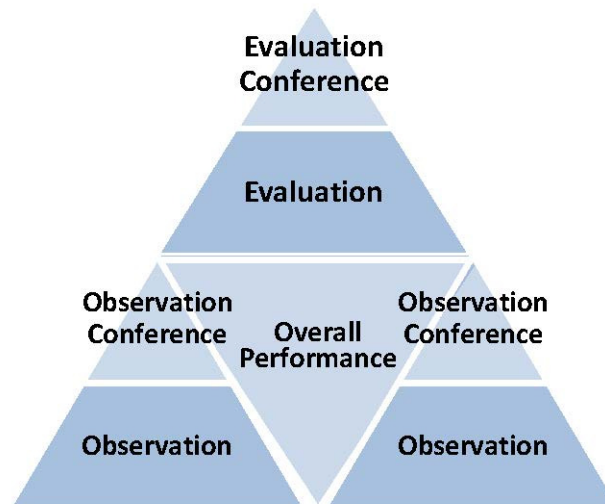 Evaluation
Conference
Evaluation
Observation
Conference
Overall
Performance
Observation
Conference
Observation
Observation